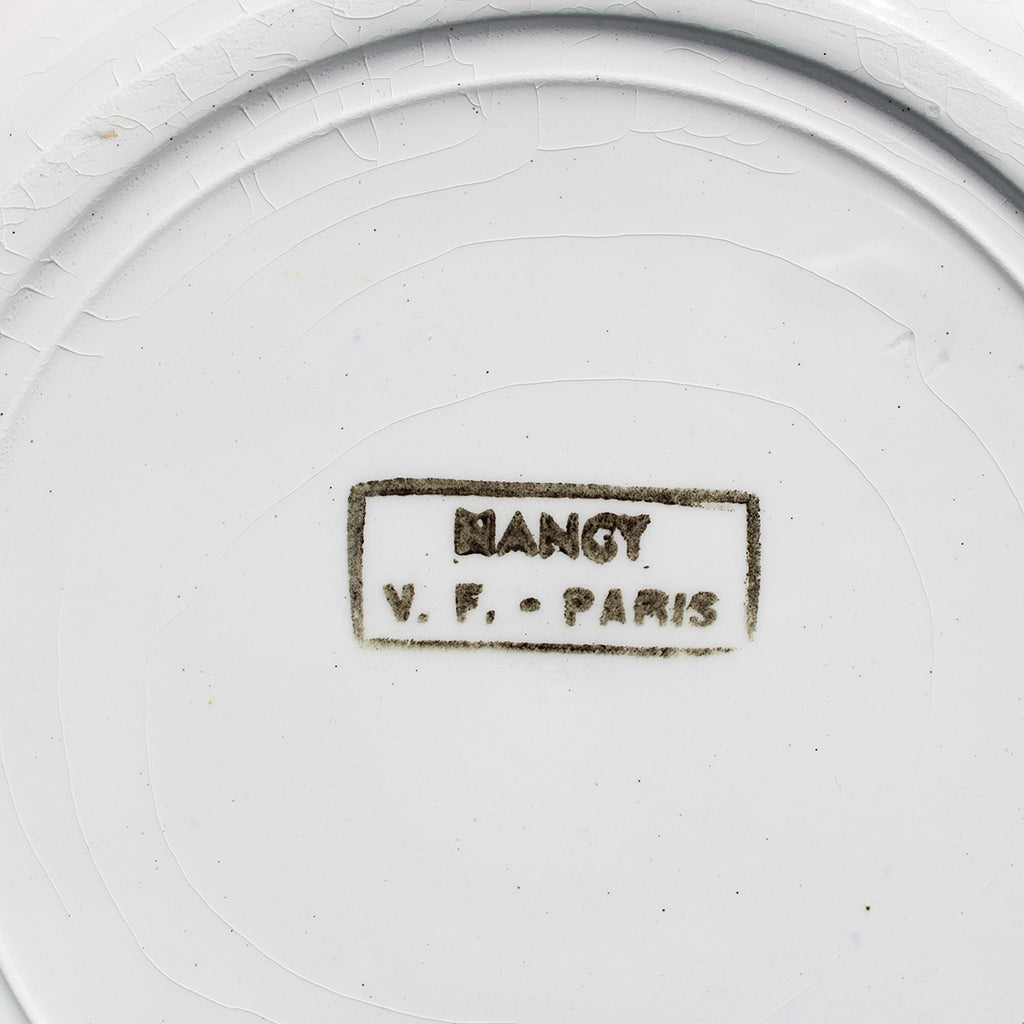 NANCY
V. F. - PARIS